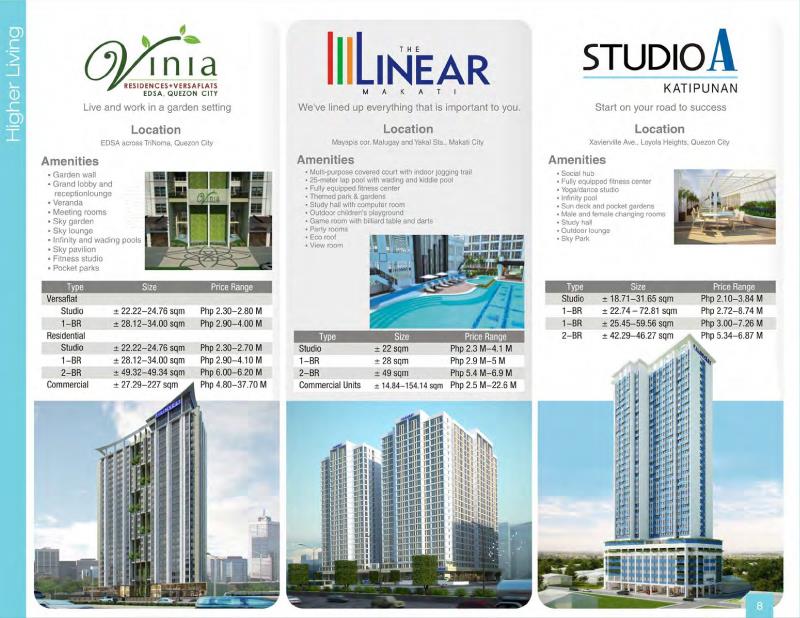 Higher Living
Vinia
RESIDENCES+VERSAFLATS
EDSA, QUEZON CITY
Live and work in a garden setting
Location
EDSA across TriNoma, Quezon City
Amenities
• Garden wall
• Grand lobby and
receptionlounge
• Veranda
• Meeting rooms
• Sky garden
• Sky lounge
• Infinity and wading pools
• Sky pavilion
• Fitness studio
• Pocket parks
Vinia
Type Size Price Range
Versaflat
Studio ± 22.22–24.76 sqm Php 2.30–2.80 M
1–BR ± 28.12–34.00 sqm Php 2.90–4.00 M
Residential
Studio ± 22.22–24.76 sqm Php 2.30–2.70 M
1–BR ± 28.12–34.00 sqm Php 2.90–4.10 M
2–BR ± 49.32–49.34 sqm Php 6.00–6.20 M
Commercial ± 27.29–227 sqm Php 4.80–37.70 M
THE
LINEAR
MAKATI
We've lined up everything that is important to you.
Location
Mayapis cor. Malugay and Yakal Sts., Makati City
Amenities
• Multi-purpose covered court with indoor jogging trail
• 25-meter lap pool with wading and kiddie pool
• Fully equipped fitness center
• Themed park & gardens
• Study hall with computer room
• Outdoor children's playground
• Game room with billiard table and darts
• Party rooms
• Eco roof
• View room
Type Size Price Range
Studio ± 22 sqm Php 2.3 M–4.1 M
1–BR ± 28 sqm Php 2.9 M–5 M
2–BR ± 49 sqm Php 5.4 M–6.9 M
Commercial Units ± 14.84–154.14 sqm Php 2.5 M–22.6 M
STUDIO A
KATIPUNAN
Start on your road to success
Location
Xavierville Ave., Loyola Heights, Quezon City
Amenities
• Social hub
• Fully equipped fitness center
• Yoga/dance studio
• Infinity pool
• Sun deck and pocket gardens
• Male and female changing rooms
• Study hall
• Outdoor lounge
• Sky Park
Type Size Price Range
Studio ± 18.71–31.65 sqm Php 2.10–3.84 M
1–BR ± 22.74 – 72.81 sqm Php 2.72–8.74 M
1–BR ± 25.45–59.56 sqm Php 3.00–7.26 M
2–BR ± 42.29–46.27 sqm Php 5.34–6.87 M
8